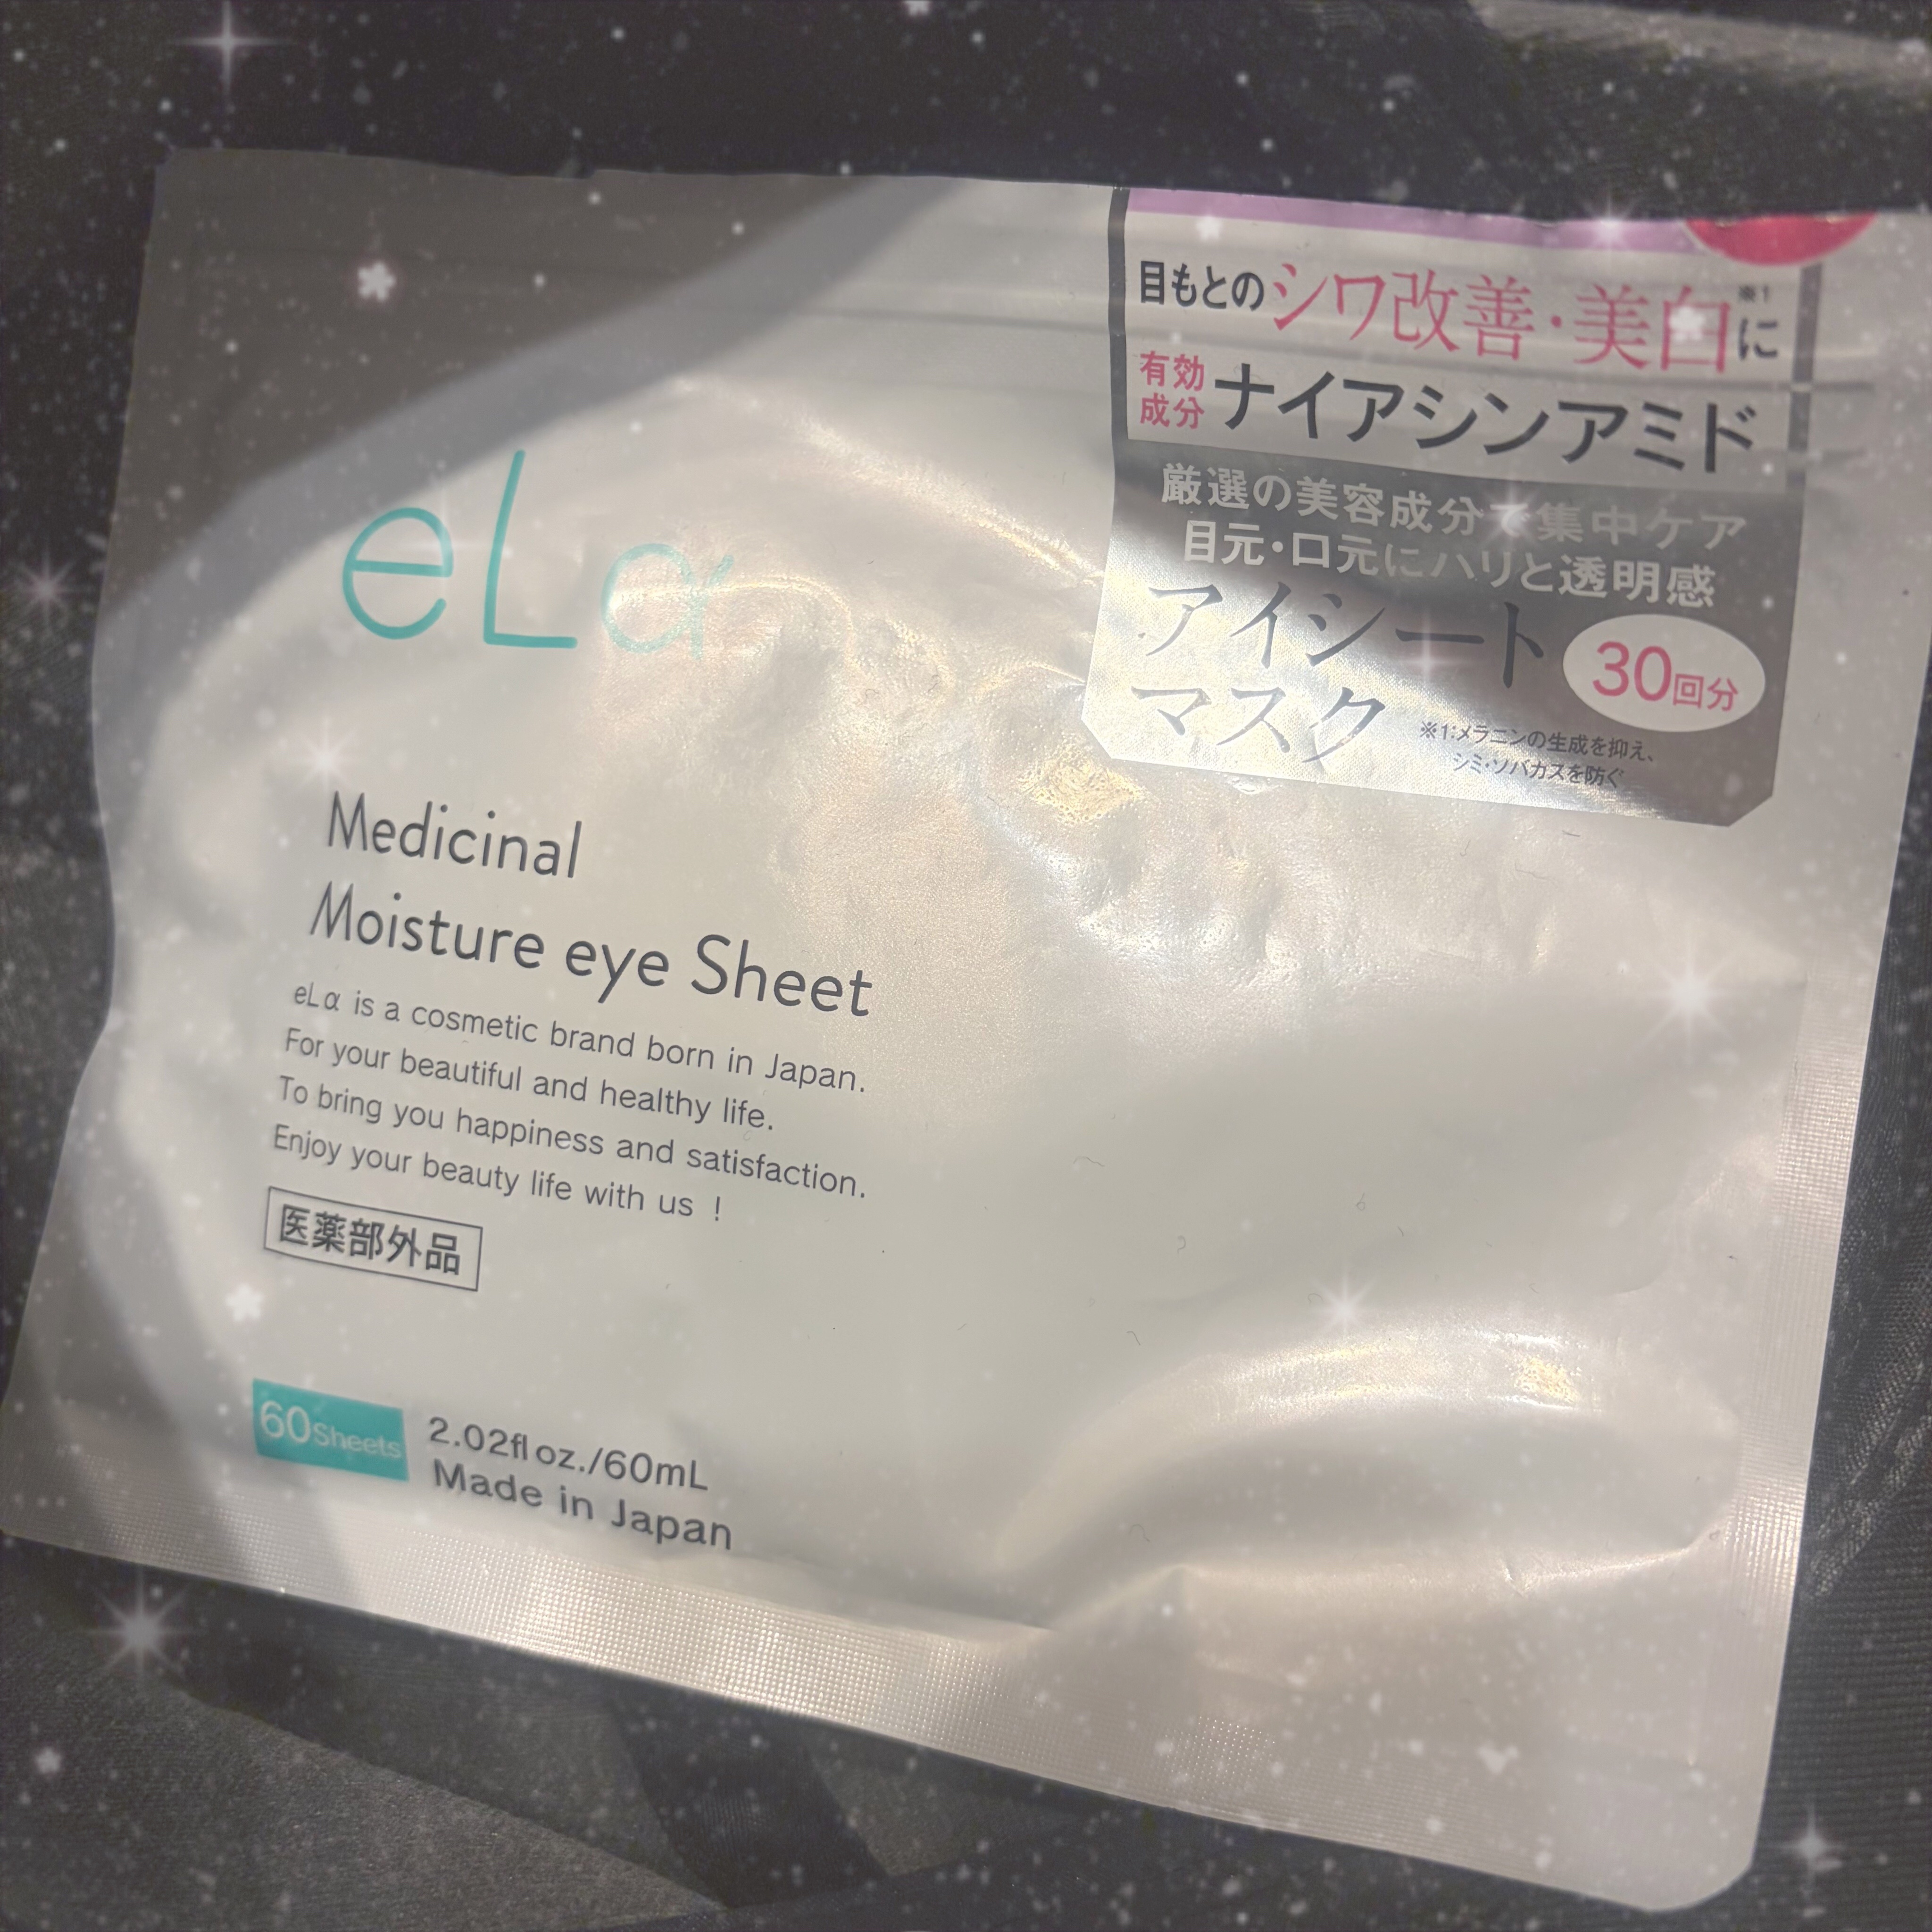 目もとのシワ改善・美白※1に
有効成分 ナイアシンアミド
厳選の美容成分で集中ケア
目元・口元にハリと透明感
アイシート
マスク
30回分
※1:メラニンの生成を抑え、
シミ・ソバカスを防ぐ
eLα
Medicinal
Moisture eye Sheet
eLα is a cosmetic brand born in Japan.
For your beautiful and healthy life.
To bring you happiness and satisfaction.
Enjoy your beauty life with us !
医薬部外品
60Sheets
2.02fl oz./60mL
Made in Japan